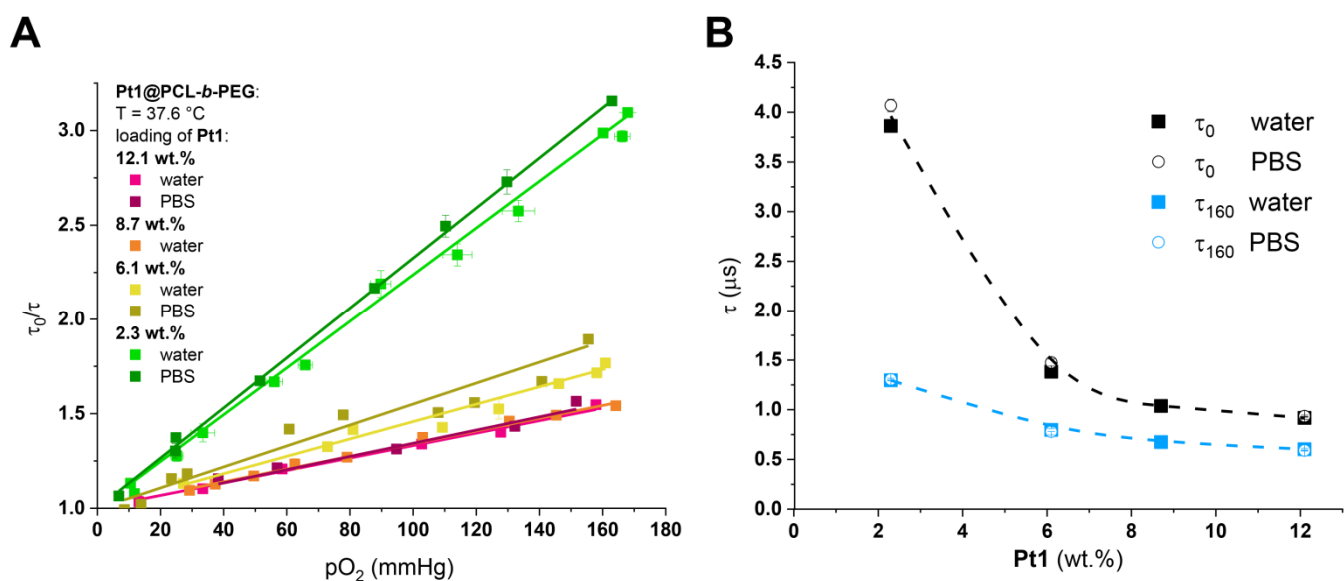 A
Pt1@PCL-b-PEG:
T = 37.6 °C
loading of Pt1:
12.1 wt.%
water
PBS
8.7 wt.%
water
6.1 wt.%
water
PBS
2.3 wt.%
water
PBS
τ0/τ
3.0
2.5
2.0
1.5
1.0
0 20 40 60 80 100 120 140 160 180
pO2 (mmHg)
B
τ0 water
τ0 PBS
τ160 water
τ160 PBS
τ (μs)
4.5
4.0
3.5
3.0
2.5
2.0
1.5
1.0
0.5
0.0
0 2 4 6 8 10 12
Pt1 (wt.%)